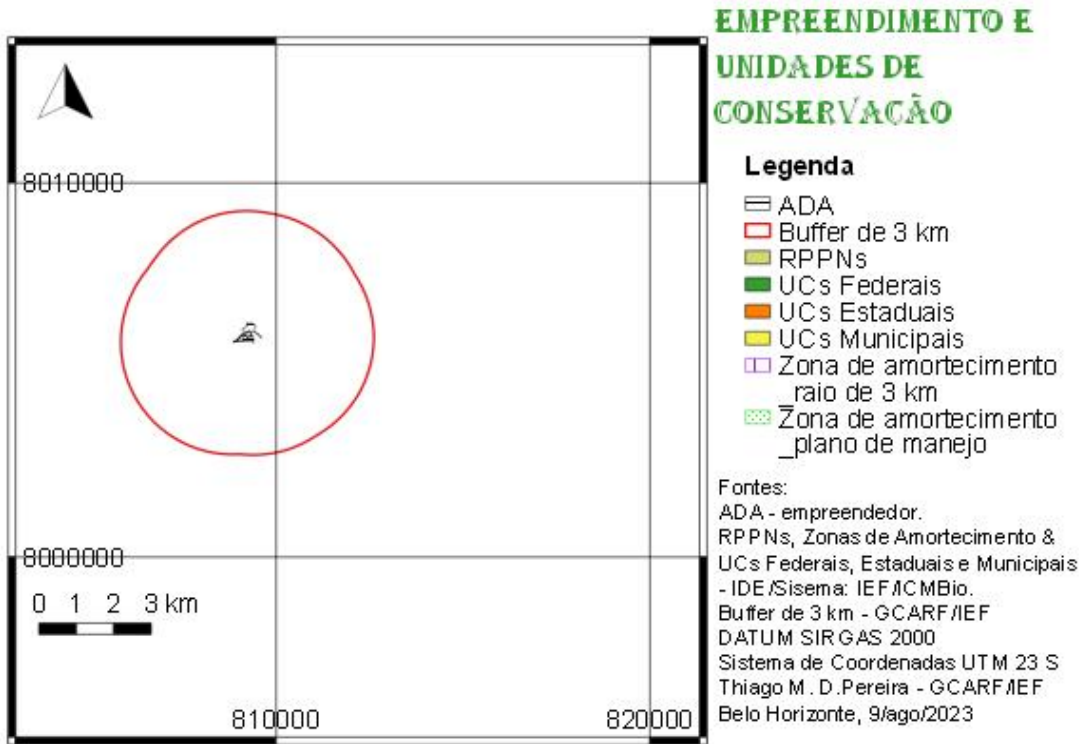 EMPREENDIMENTO E
UNIDADES DE
CONSERVAÇÃO
8010000
8000000
0 1 2 3 km
810000
820000
Legenda
ADA
Buffer de 3 km
RPPNs
UCs Federais
UCs Estaduais
UCs Municipais
Zona de amortecimento
_raio de 3 km
Zona de amortecimento
_plano de manejo
Fontes:
ADA - empreendedor.
RPPNs, Zonas de Amortecimento &
UCs Federais, Estaduais e Municipais
- IDE/Sisema: IEF/ICMBio.
Buffer de 3 km - GCARF/IEF
DATUM SIRGAS 2000
Sistema de Coordenadas UTM 23 S
Thiago M. D.Pereira - GCARF/IEF
Belo Horizonte, 9/ago/2023